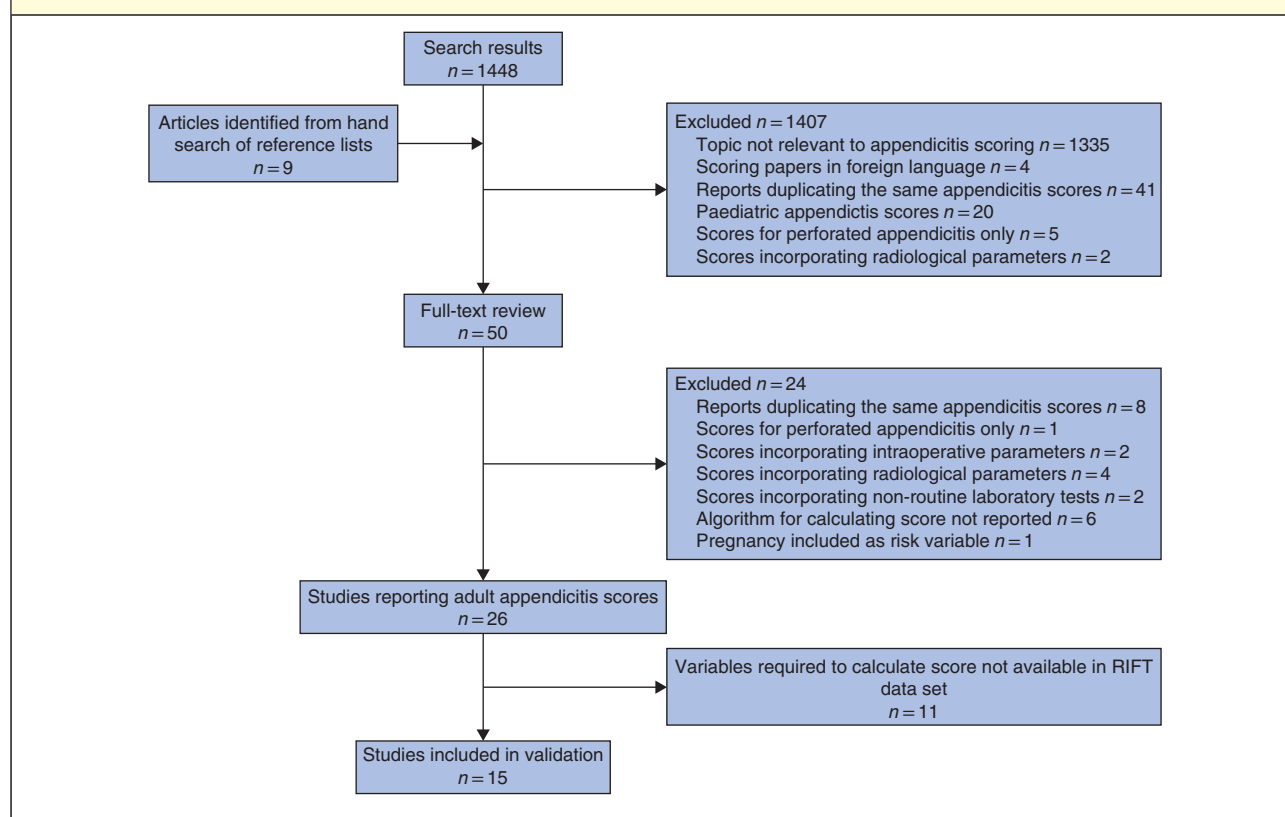 Search results
n = 1448
Articles identified from hand
search of reference lists
n = 9
Excluded n = 1407
Topic not relevant to appendicitis scoring n = 1335
Scoring papers in foreign language n = 4
Reports duplicating the same appendicitis scores n = 41
Paediatric appendictis scores n = 20
Scores for perforated appendicitis only n = 5
Scores incorporating radiological parameters n = 2
Full-text review
n = 50
Excluded n = 24
Reports duplicating the same appendicitis scores n = 8
Scores for perforated appendicitis only n = 1
Scores incorporating intraoperative parameters n = 2
Scores incorporating radiological parameters n = 4
Scores incorporating non-routine laboratory tests n = 2
Algorithm for calculating score not reported n = 6
Pregnancy included as risk variable n = 1
Studies reporting adult appendicitis scores
n = 26
Variables required to calculate score not available in RIFT
data set
n = 11
Studies included in validation
n = 15